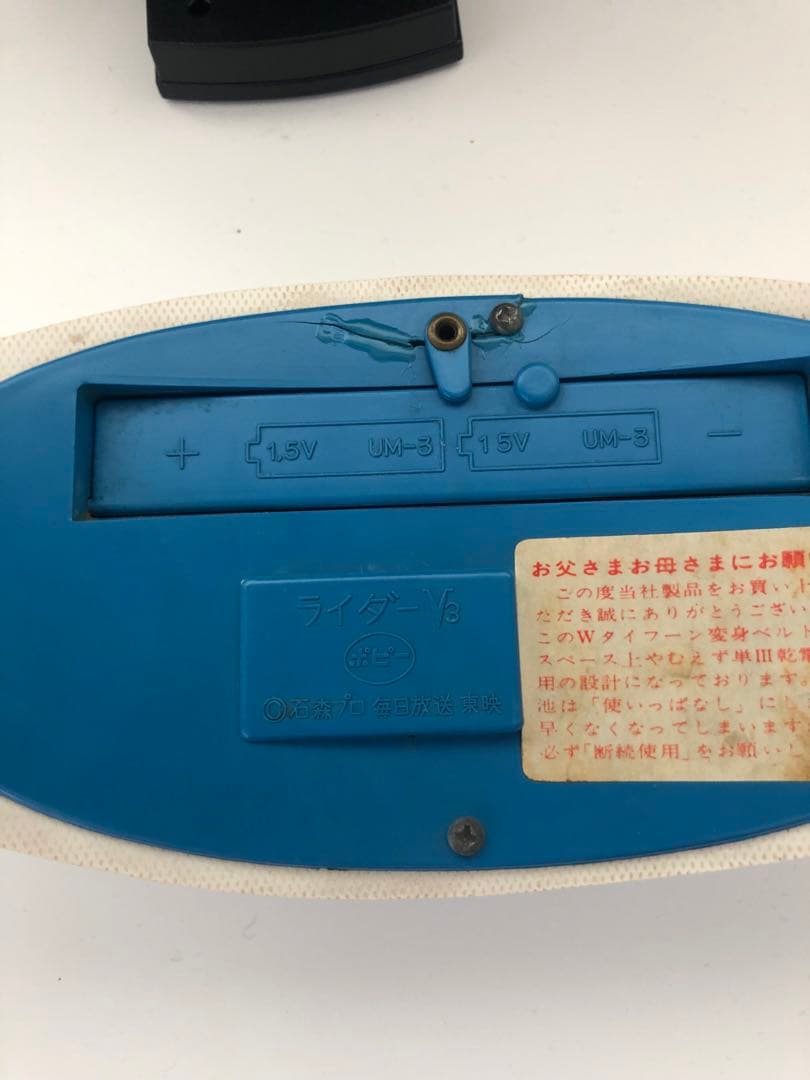 + 1.5V UM-3 1.5V UM-3 −
ライダーV3
ポピー
©石森プロ 毎日放送 東映
お父さまお母さまにお願
この度当社製品をお買い上
ただき誠にありがとうござい
このWタイフーン変身ベルト
スペース上やむえず単III乾電
用の設計になっております。
池は「使いっぱなし」にし
早くなくなってしまいます
必ず「断続使用」をお願いし